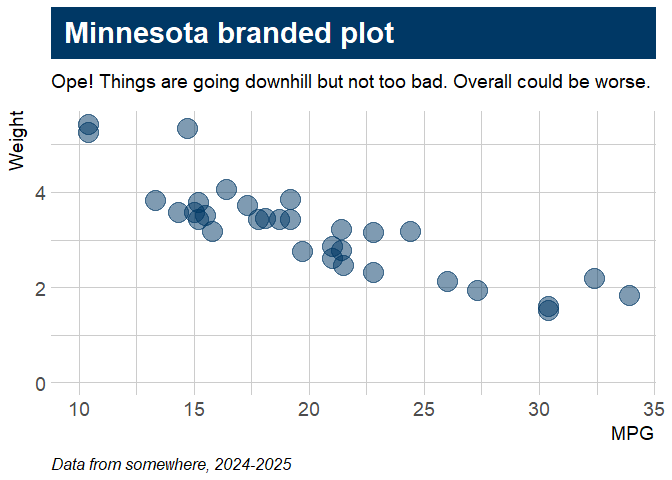 Minnesota branded plot
Ope! Things are going downhill but not too bad. Overall could be worse.
Weight
4
2
0
10 15 20 25 30 35
MPG
Data from somewhere, 2024-2025